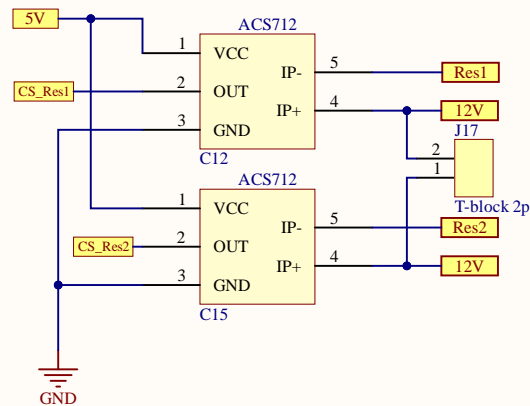 5V
ACS712
1
VCC
IP-
5
Res1
CS_Res1
2
OUT
IP+
4
12V
3
GND
J17
C12
2
1
T-block 2p
ACS712
1
VCC
IP-
5
Res2
CS_Res2
2
OUT
IP+
4
12V
3
GND
C15
GND